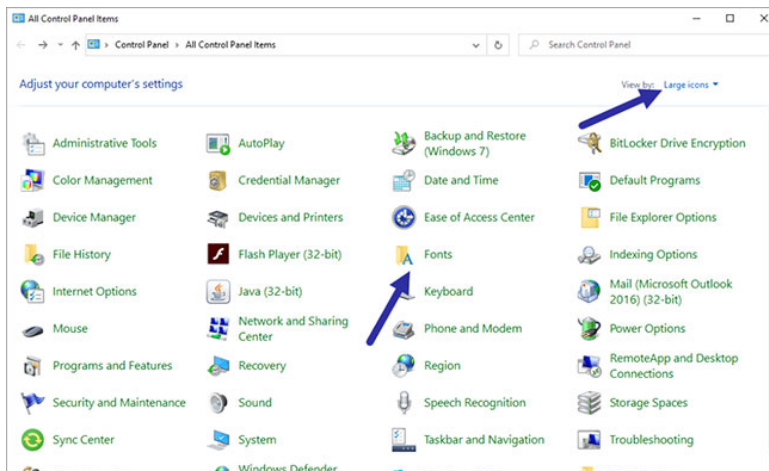 All Control Panel Items
Control Panel > All Control Panel Items
Search Control Panel
Adjust your computer's settings
View by: Large icons
Administrative Tools
AutoPlay
Backup and Restore
(Windows 7)
BitLocker Drive Encryption
Color Management
Credential Manager
Date and Time
Default Programs
Device Manager
Devices and Printers
Ease of Access Center
File Explorer Options
File History
Flash Player (32-bit)
Fonts
Indexing Options
Internet Options
Java (32-bit)
Keyboard
Mail (Microsoft Outlook
2016) (32-bit)
Mouse
Network and Sharing
Center
Phone and Modem
Power Options
Programs and Features
Recovery
Region
RemoteApp and Desktop
Connections
Security and Maintenance
Sound
Speech Recognition
Storage Spaces
Sync Center
System
Taskbar and Navigation
Troubleshooting
Windows Defender